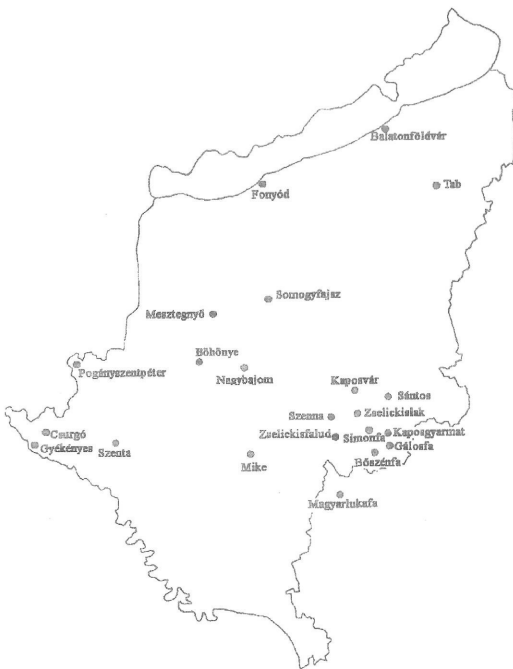 Balatonföldvár
Tab
Fonyód
Somogyfajsz
Mesztegnyő
Böhönye
Pogányszentpéter
Nagybajom
Kaposvár
Sántos
Zselickislak
Szenna
Csurgó
Zselickisfalud
Simonfa
Kaposgyarmat
Gyékényes
Szenta
Gálosfa
Mike
Bőszénfa
Magyarlukafa